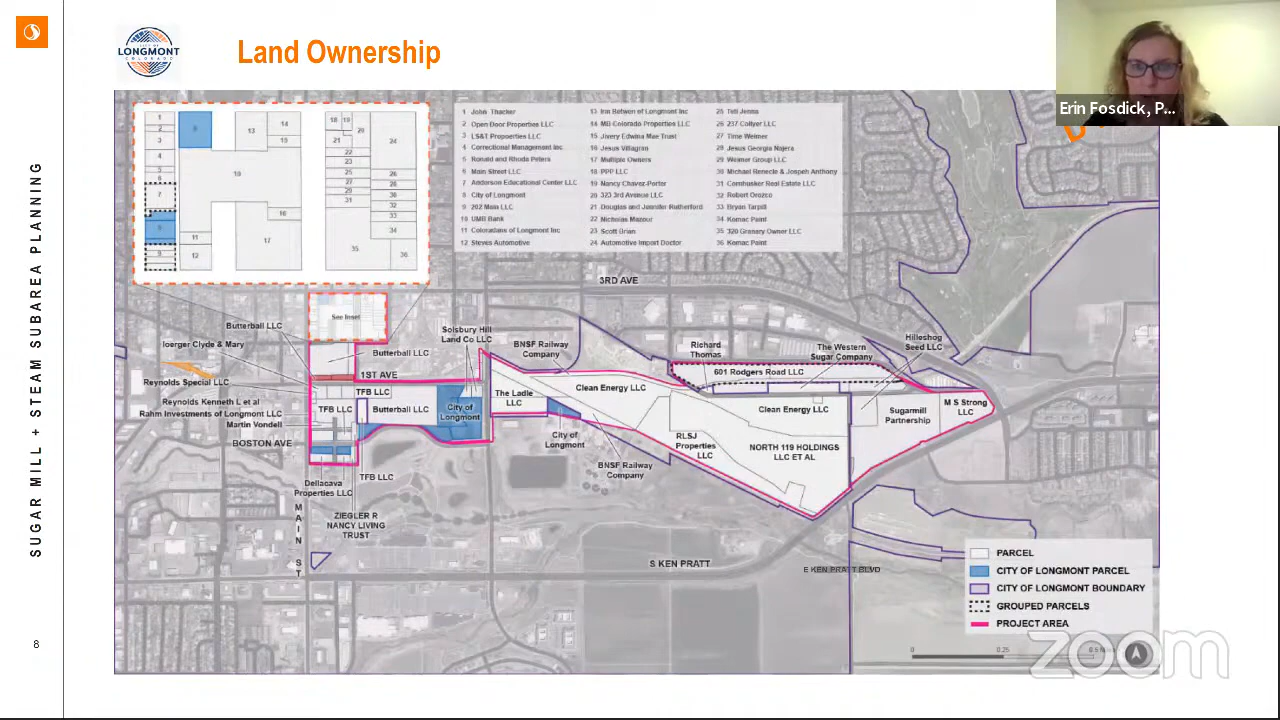 SUGAR MILL + STEAM SUBAREA PLANNING
8
LONGMONT
COLORADO
Land Ownership
Erin Fosdick, P...
1 John Thacker
2 Open Door Properties LLC
3 LS&T Propoerties LLC
4 Correctional Management Inc
5 Ronald and Rhoda Peters
6 Main Street LLC
7 Anderson Educational Center LLC
8 City of Longmont
9 202 Main LLC
10 UMB Bank
11 Coloradans of Longmont Inc
12 Steves Automotive
13 Inn Between of Longmont Inc
14 MB Colorado Properties LLC
15 Jivery Edwina Mae Trust
16 Jesus Villagran
17 Multiple Owners
18 PPP LLC
19 Nancy Chavez-Porter
20 323 3rd Avenue LLC
21 Douglas and Jennifer Rutherford
22 Nicholas Mazour
23 Scott Brian
24 Automotive Import Doctor
25 Teti Jenna
26 237 Collyer LLC
27 Time Weimer
28 Jesus Georgia Najera
29 Weimer Group LLC
30 Michael Renecle & Jospeh Anthony
31 Cornhusker Real Estate LLC
32 Robert Orozco
33 Bryan Tarpill
34 Komac Paint
35 320 Granary Owner LLC
36 Komac Paint
3RD AVE
See Inset
Butterball LLC
Ioerger Clyde & Mary
Butterball LLC
1ST AVE
Reynolds Special LLC
TFB LLC
Reynolds Kenneth L et al
Rahm Investments of Longmont LLC
Martin Vondell
TFB LLC
Butterball LLC
City of
Longmont
BOSTON AVE
Dellacava
Properties LLC
TFB LLC
ZIEGLER R
NANCY LIVING
TRUST
MAIN ST
Solsbury Hill
Land Co LLC
The Ladle
LLC
BNSF Railway
Company
Clean Energy LLC
City of
Longmont
BNSF Railway
Company
Richard
Thomas
601 Rodgers Road LLC
The Western
Sugar Company
Hilleshog
Seed LLC
Clean Energy LLC
RLSJ
Properties
LLC
NORTH 119 HOLDINGS
LLC ET AL
Sugarmill
Partnership
M S Strong
LLC
S KEN PRATT
E KEN PRATT BLVD
PARCEL
CITY OF LONGMONT PARCEL
CITY OF LONGMONT BOUNDARY
GROUPED PARCELS
PROJECT AREA
0 0.25 0.5
zoom